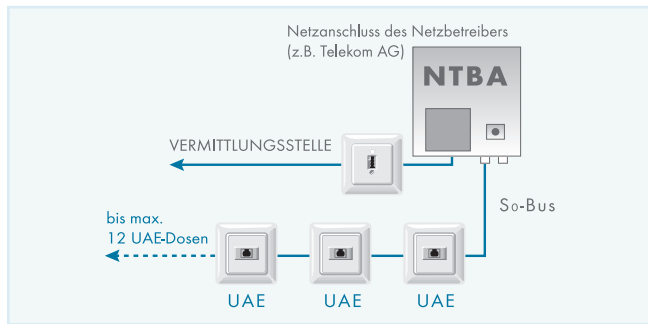 Netzanschluss des Netzbetreibers
(z.B. Telekom AG)
NTBA
VERMITTLUNGSSTELLE
S0-Bus
bis max.
12 UAE-Dosen
UAE
UAE
UAE